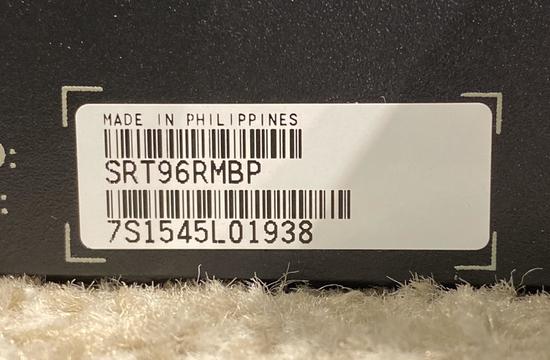 MADE IN PHILIPPINES
SRT96RMBP
7S1545L01938